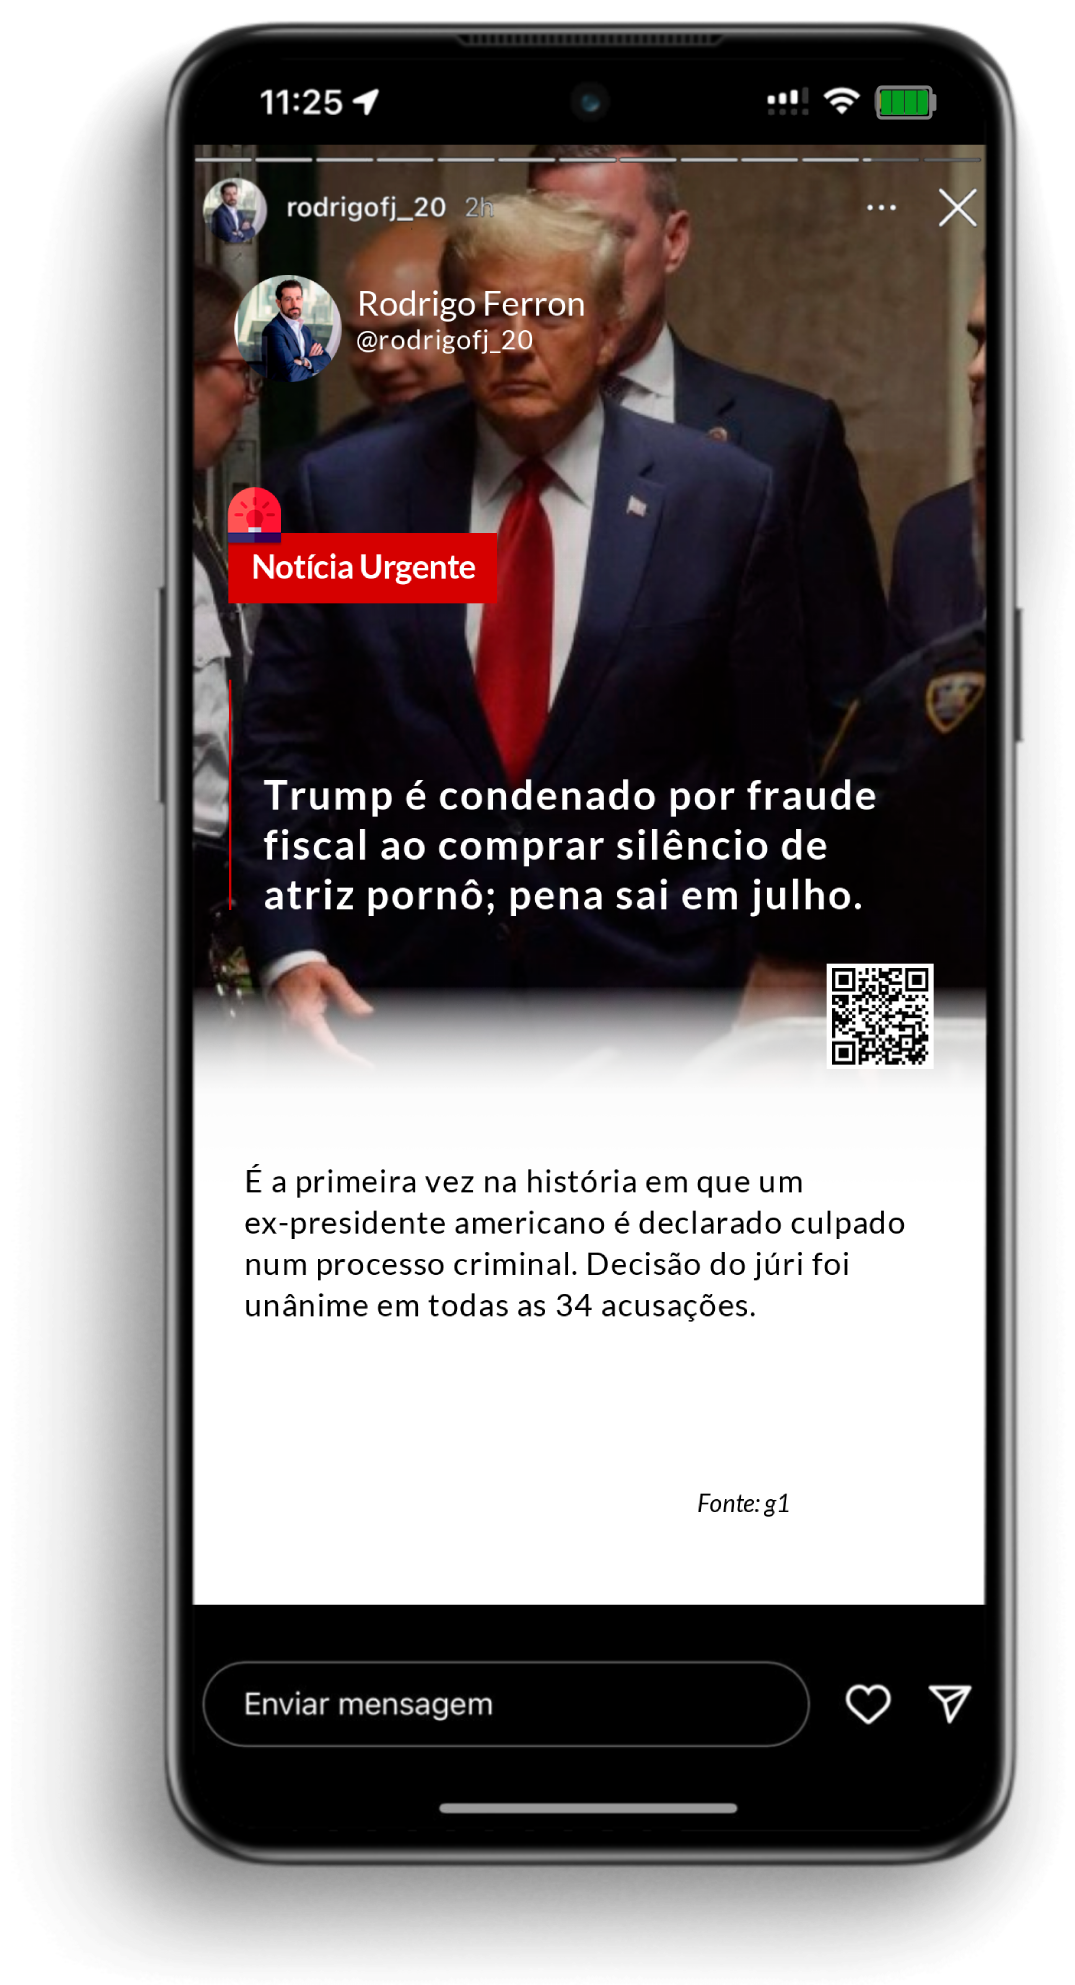 11:25
rodrigofj_20 2h
Rodrigo Ferron
@rodrigofj_20
Notícia Urgente
Trump é condenado por fraude
fiscal ao comprar silêncio de
atriz pornô; pena sai em julho.
É a primeira vez na história em que um
ex-presidente americano é declarado culpado
num processo criminal. Decisão do júri foi
unânime em todas as 34 acusações.
Fonte: g1
Enviar mensagem